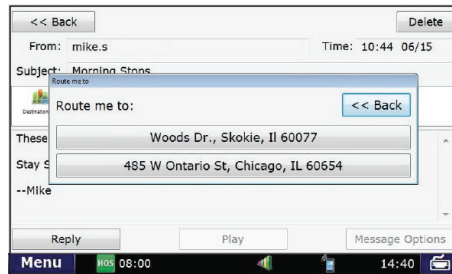 << Back Delete
From: mike.s Time: 10:44 06/15
Subject: Morning Stops
Route me to
Route me to: << Back
Woods Dr., Skokie, Il 60077
485 W Ontario St, Chicago, IL 60654
These
Stay S
--Mike
Reply Play Message Options
Menu HOS 08:00 14:40